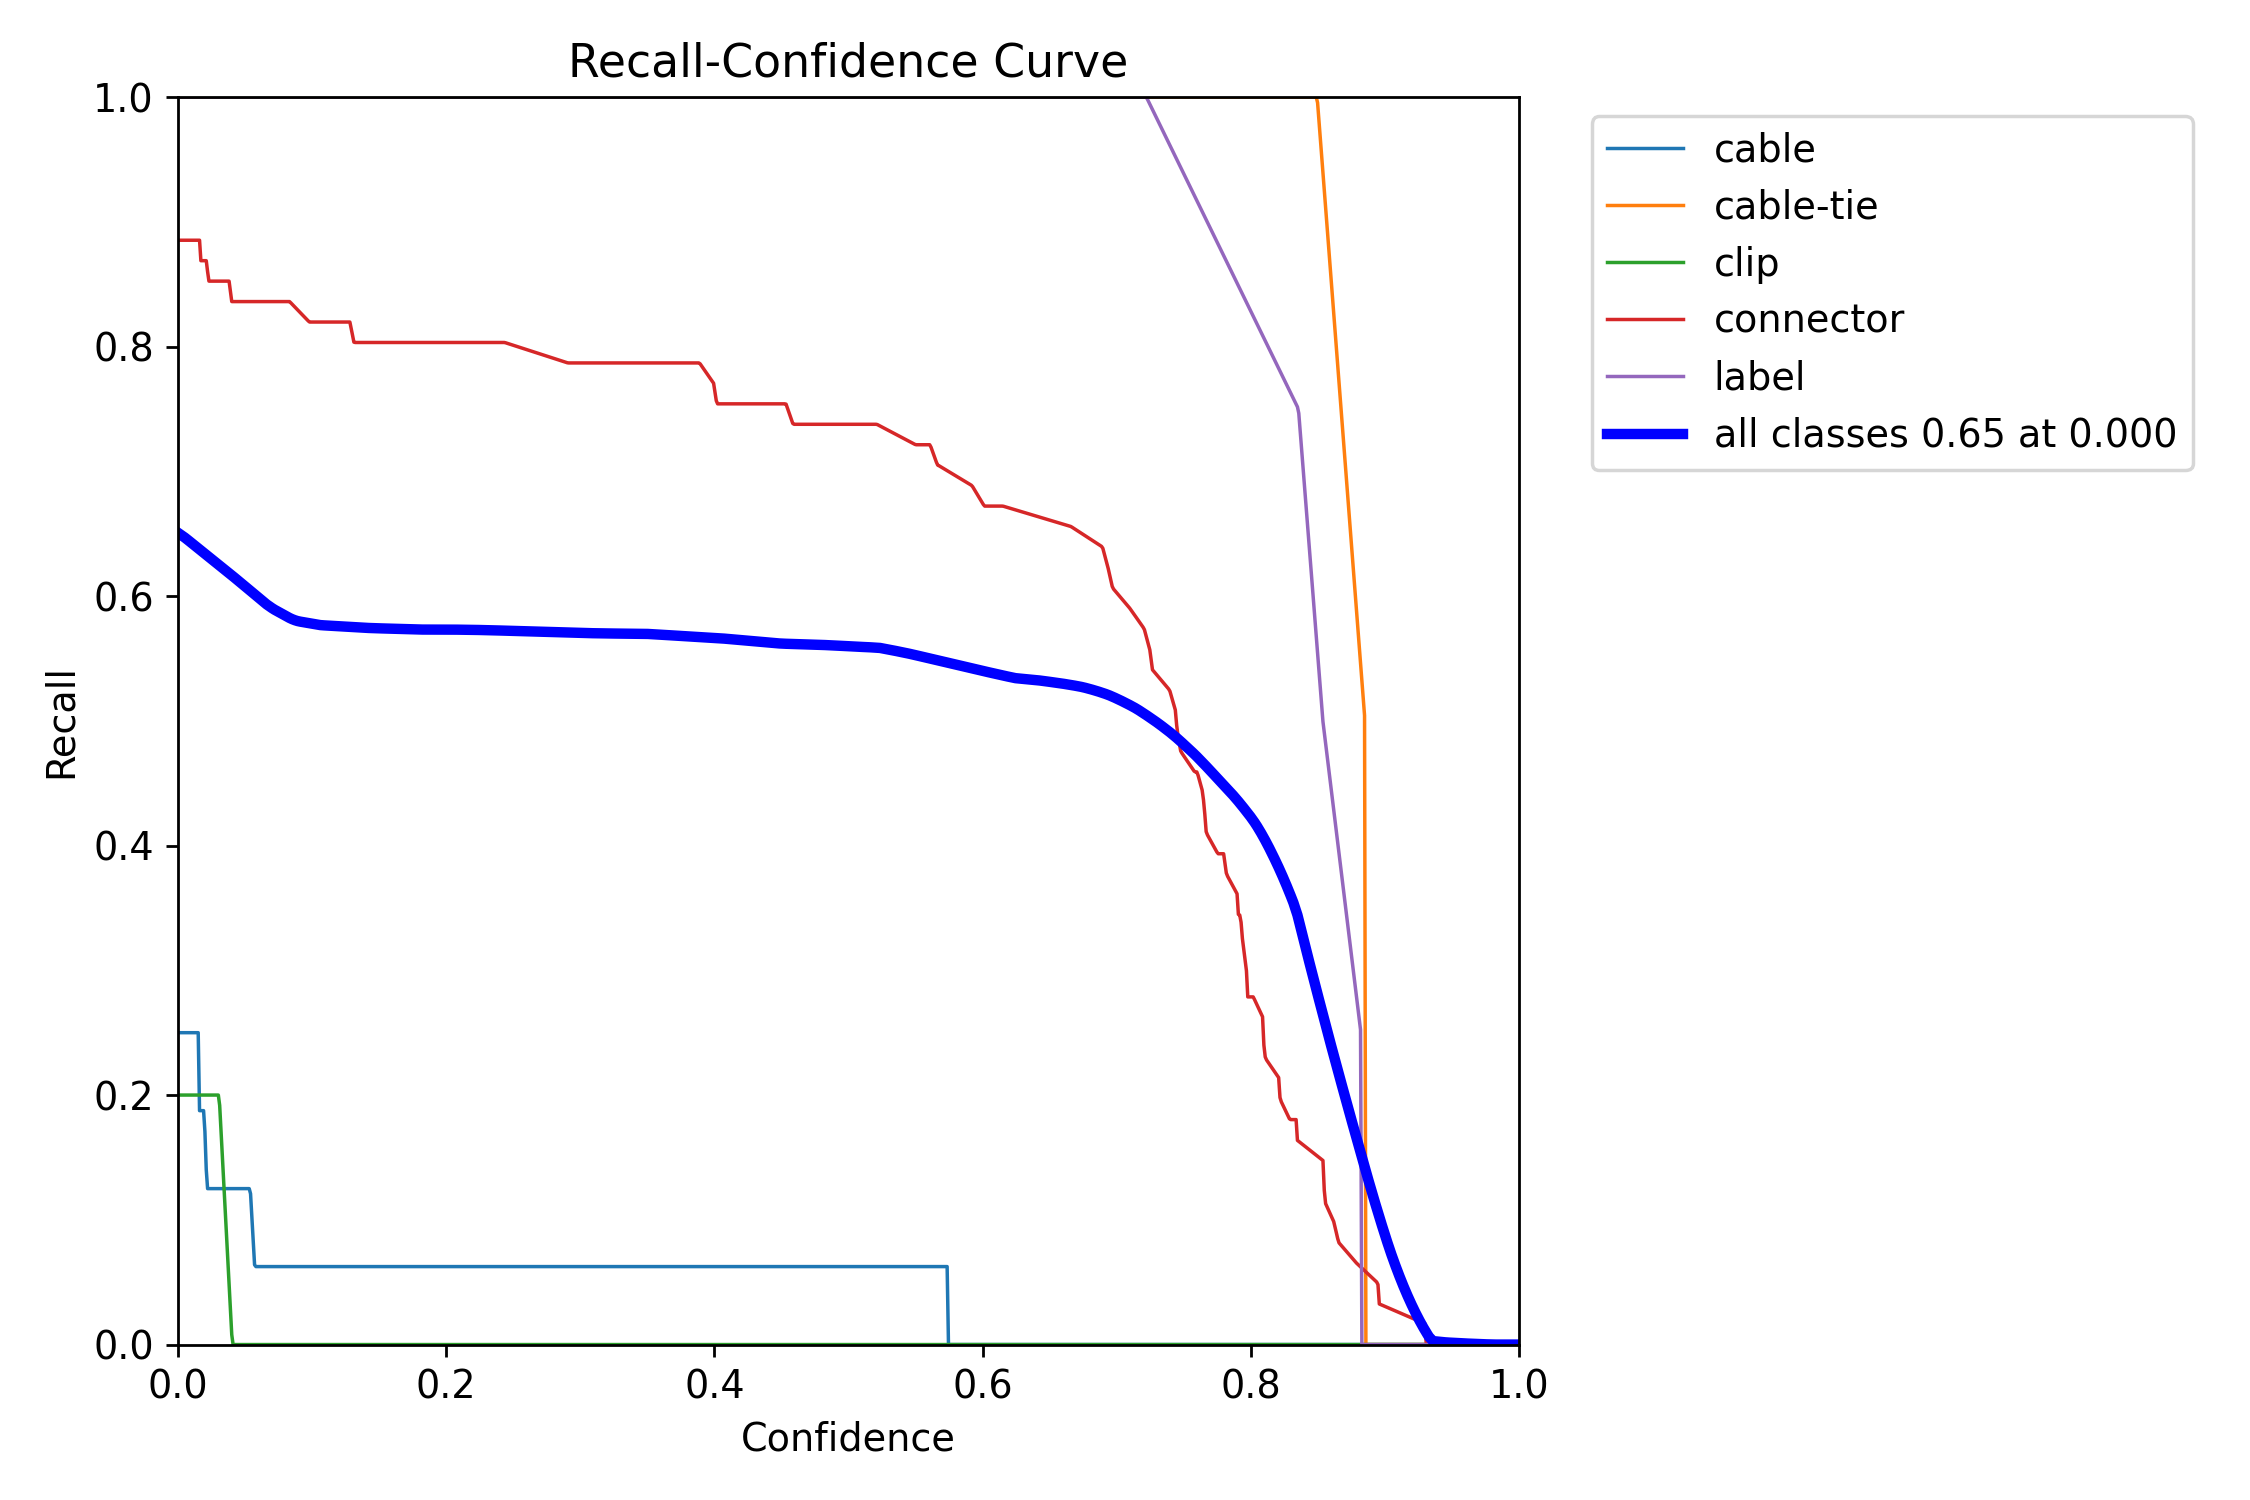 Recall-Confidence Curve
1.0
0.8
0.6
0.4
0.2
0.0
Recall
0.0 0.2 0.4 0.6 0.8 1.0
Confidence
cable
cable-tie
clip
connector
label
all classes 0.65 at 0.000